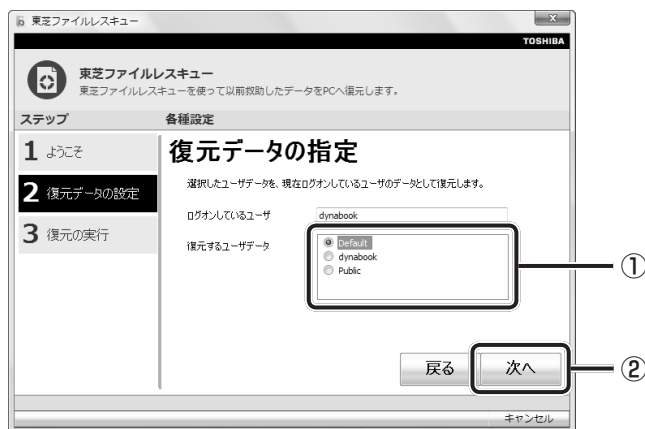 東芝ファイルレスキュー
TOSHIBA
東芝ファイルレスキュー
東芝ファイルレスキューを使って以前救助したデータをPCへ復元します。
ステップ
各種設定
1 ようこそ
2 復元データの設定
3 復元の実行
復元データの指定
選択したユーザデータを、現在ログオンしているユーザのデータとして復元します。
ログオンしているユーザ
dynabook
復元するユーザデータ
Default
dynabook
Public
①
戻る
次へ
②
キャンセル